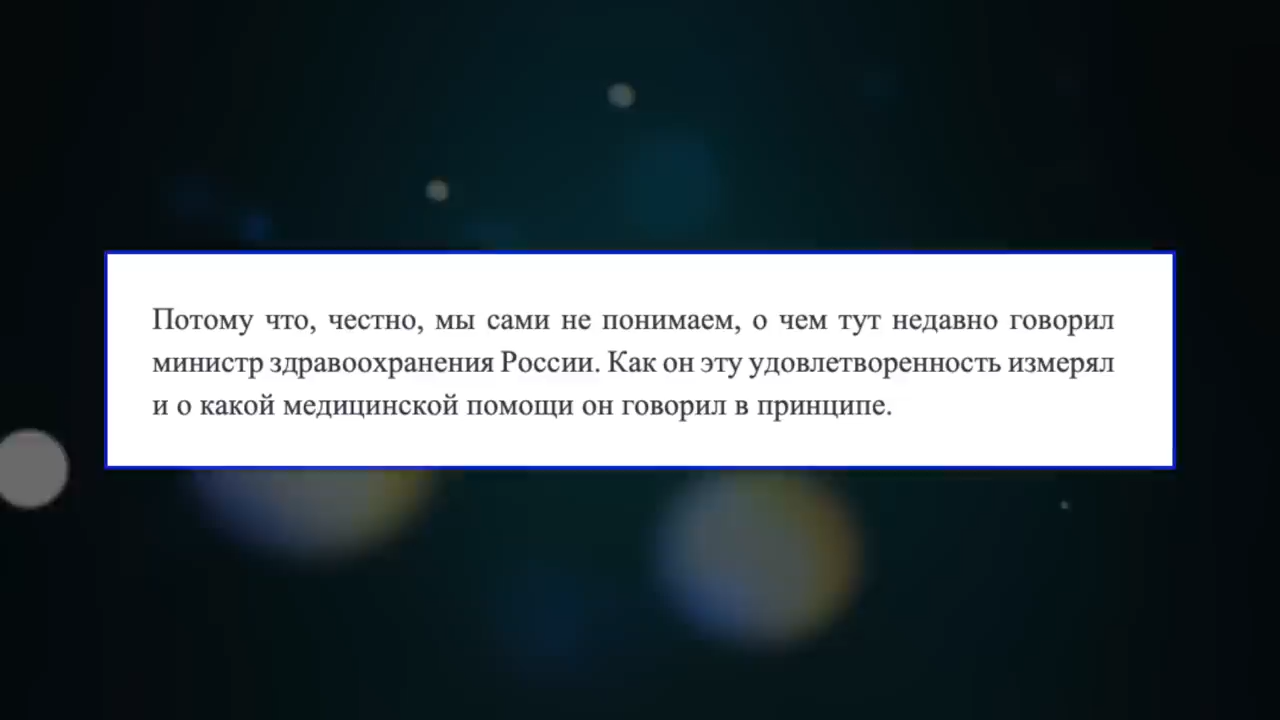 Потому что, честно, мы сами не понимаем, о чем тут недавно говорил
министр здравоохранения России. Как он эту удовлетворенность измерял
и о какой медицинской помощи он говорил в принципе.